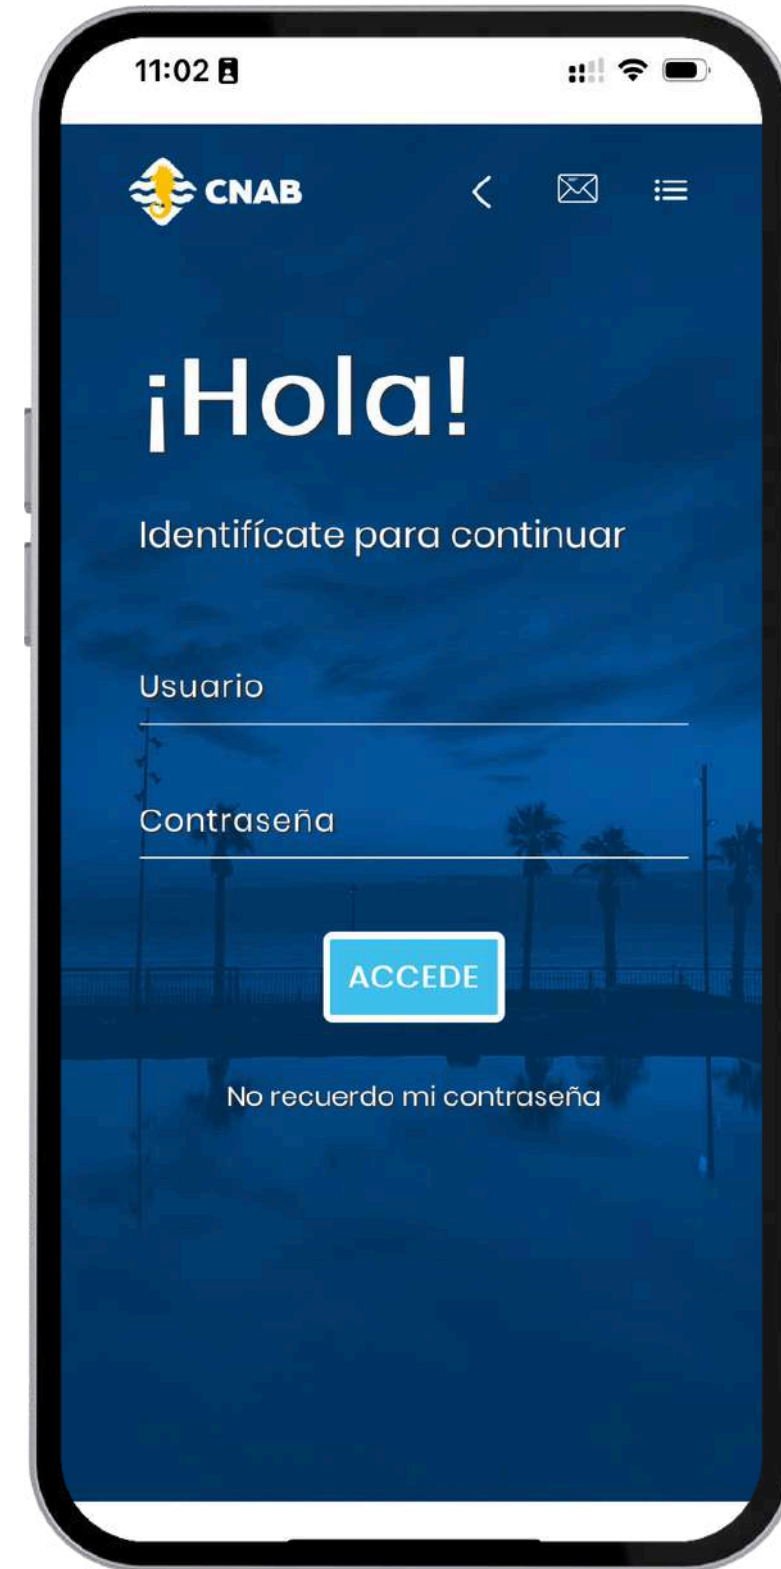 11:02
CNAB
¡Hola!
Identifícate para continuar
Usuario
Contraseña
ACCEDE
No recuerdo mi contraseña